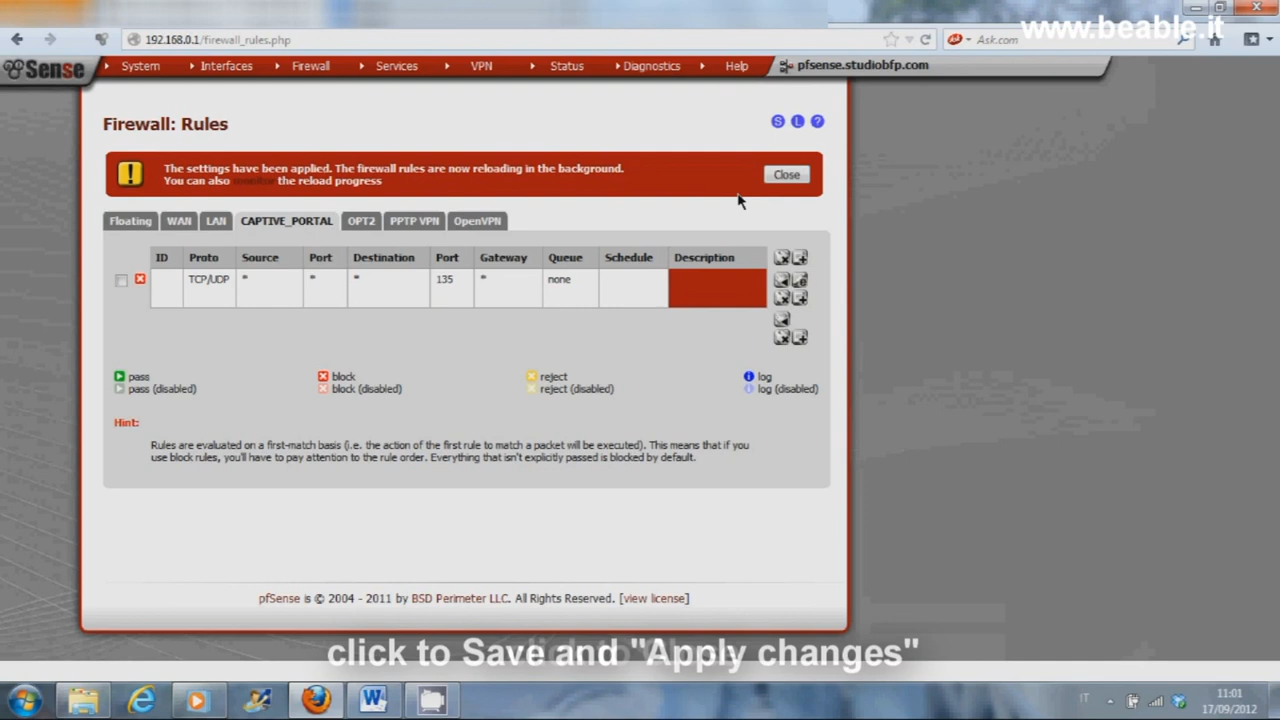 www.beable.it
192.168.0.1/firewall_rules.php
Ask.com
Sense
System Interfaces Firewall Services VPN Status Diagnostics Help
pfsense.studiobfp.com
Firewall: Rules
S L ?
The settings have been applied. The firewall rules are now reloading in the background.
You can also monitor the reload progress
Close
Floating WAN LAN CAPTIVE_PORTAL OPT2 PPTP VPN OpenVPN
ID Proto Source Port Destination Port Gateway Queue Schedule Description
TCP/UDP * * * 135 * none
pass block reject log
pass (disabled) block (disabled) reject (disabled) log (disabled)
Hint:
Rules are evaluated on a first-match basis (i.e. the action of the first rule to match a packet will be executed). This means that if you
use block rules, you'll have to pay attention to the rule order. Everything that isn't explicitly passed is blocked by default.
pfSense is © 2004 - 2011 by BSD Perimeter LLC. All Rights Reserved. [view license]
click to Save and "Apply changes"
IT
11:01
17/09/2012